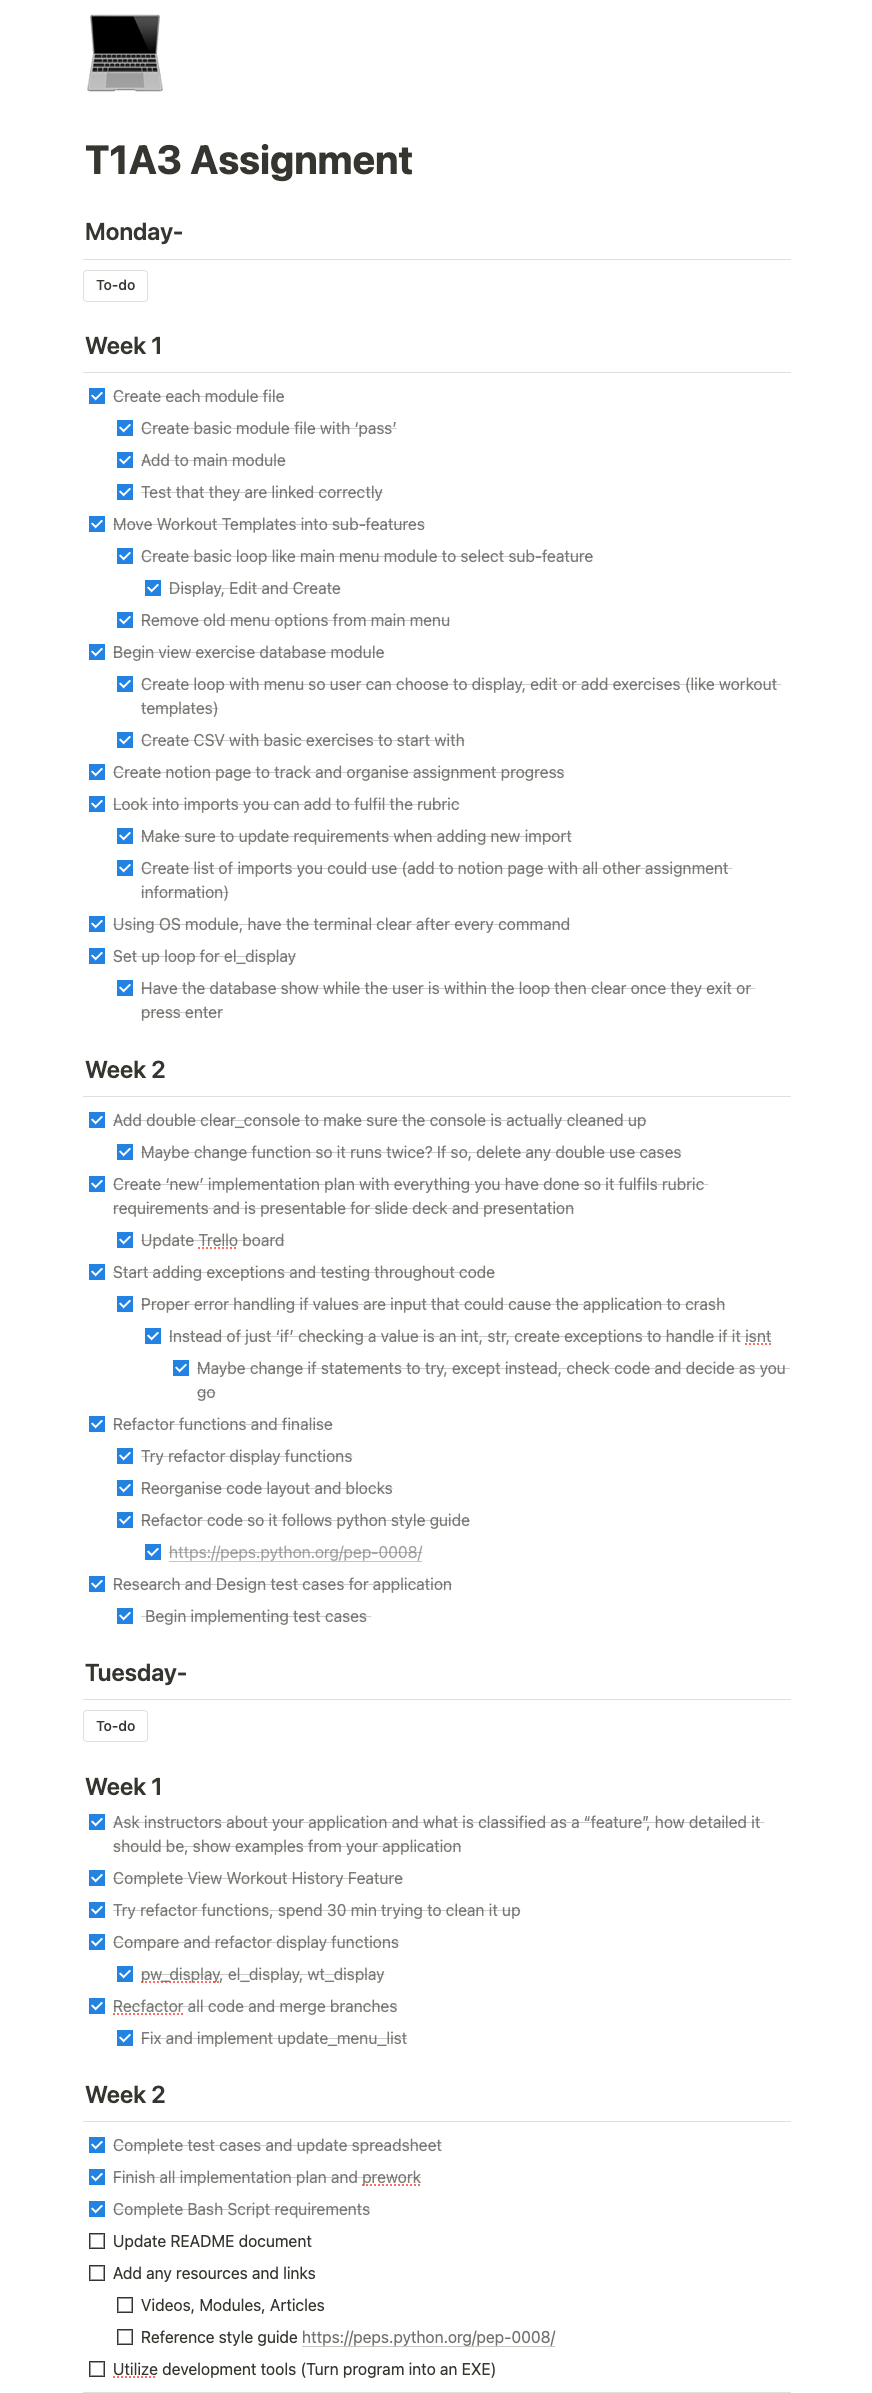 T1A3 Assignment
Monday-
To-do
Week 1
Create each module file
Create basic module file with ‘pass’
Add to main module
Test that they are linked correctly
Move Workout Templates into sub-features
Create basic loop like main menu module to select sub-feature
Display, Edit and Create
Remove old menu options from main menu
Begin view exercise database module
Create loop with menu so user can choose to display, edit or add exercises (like workout
templates)
Create CSV with basic exercises to start with
Create notion page to track and organise assignment progress
Look into imports you can add to fulfil the rubric
Make sure to update requirements when adding new import
Create list of imports you could use (add to notion page with all other assignment
information)
Using OS module, have the terminal clear after every command
Set up loop for el_display
Have the database show while the user is within the loop then clear once they exit or
press enter
Week 2
Add double clear_console to make sure the console is actually cleaned up
Maybe change function so it runs twice? If so, delete any double use cases
Create ‘new’ implementation plan with everything you have done so it fulfils rubric
requirements and is presentable for slide deck and presentation
Update Trello board
Start adding exceptions and testing throughout code
Proper error handling if values are input that could cause the application to crash
Instead of just ‘if’ checking a value is an int, str, create exceptions to handle if it isnt
Maybe change if statements to try, except instead, check code and decide as you
go
Refactor functions and finalise
Try refactor display functions
Reorganise code layout and blocks
Refactor code so it follows python style guide
https://peps.python.org/pep-0008/
Research and Design test cases for application
Begin implementing test cases
Tuesday-
To-do
Week 1
Ask instructors about your application and what is classified as a “feature”, how detailed it
should be, show examples from your application
Complete View Workout History Feature
Try refactor functions, spend 30 min trying to clean it up
Compare and refactor display functions
pw_display, el_display, wt_display
Recfactor all code and merge branches
Fix and implement update_menu_list
Week 2
Complete test cases and update spreadsheet
Finish all implementation plan and prework
Complete Bash Script requirements
Update README document
Add any resources and links
Videos, Modules, Articles
Reference style guide https://peps.python.org/pep-0008/
Utilize development tools (Turn program into an EXE)